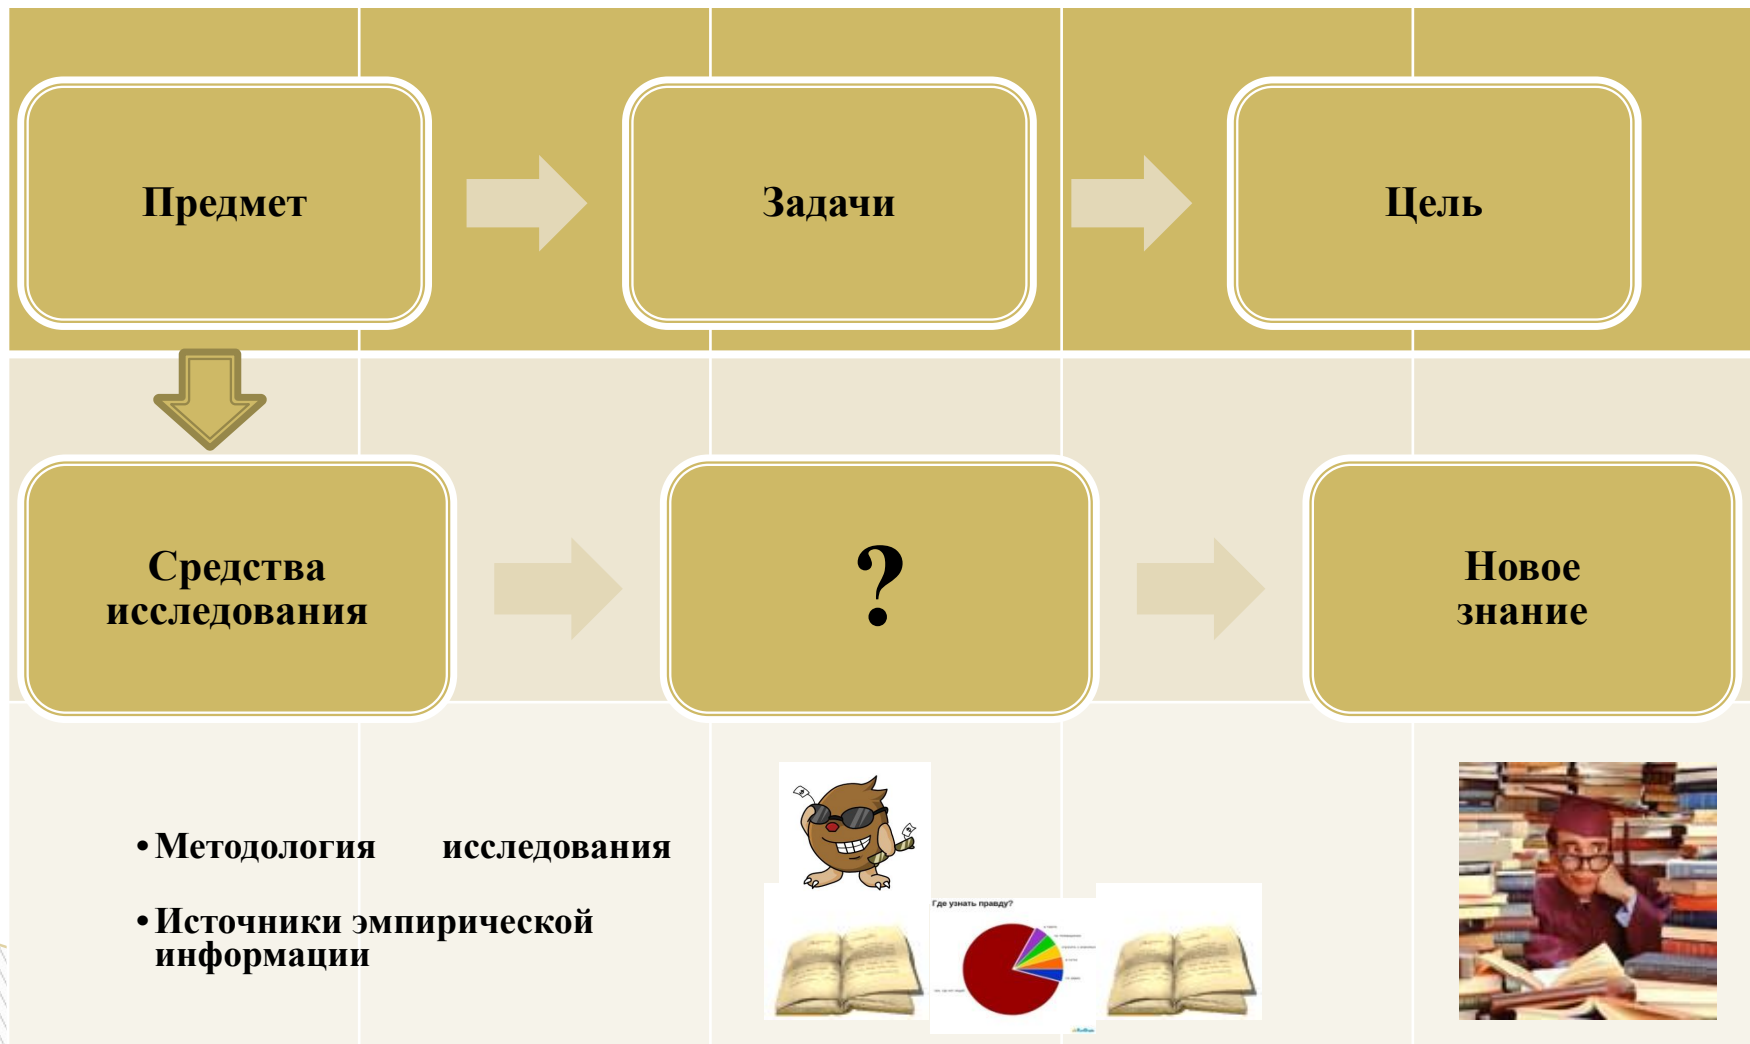 Предмет
Задачи
Цель
Средства
исследования
?
Новое
знание
• Методология исследования
• Источники эмпирической
информации
Где узнать правду?